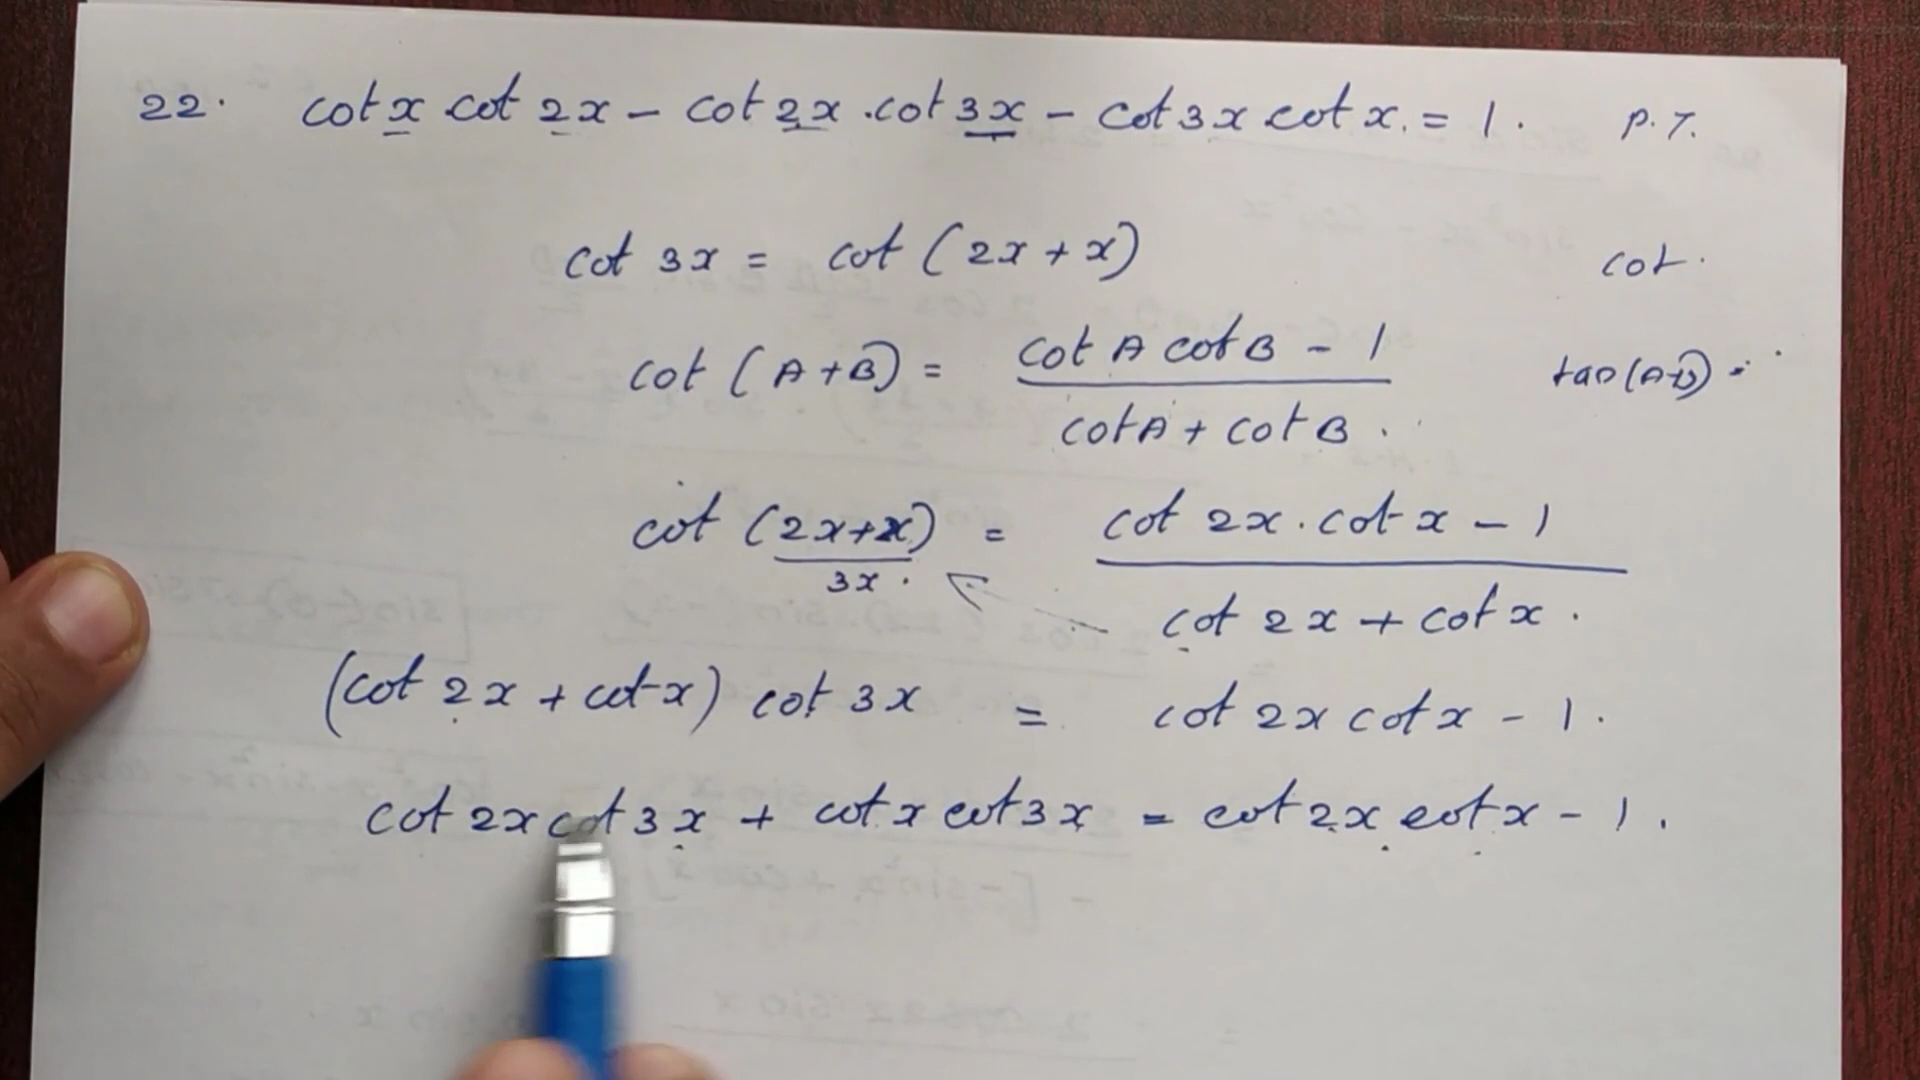 22. cot x cot 2x – cot 2x . cot 3x – cot 3x cot x. = 1. P.T.
cot 3x = cot (2x + x) cot.
cot (A+B) = cot A cot B - 1 / cot A + cot B. tan(A+B) =
cot (2x+x) = cot 2x . cot x - 1 / cot 2x + cot x.
3x.
(cot 2x + cot x) cot 3x = cot 2x cot x - 1.
cot 2x cot 3x + cot x cot 3x = cot 2x cot x - 1.